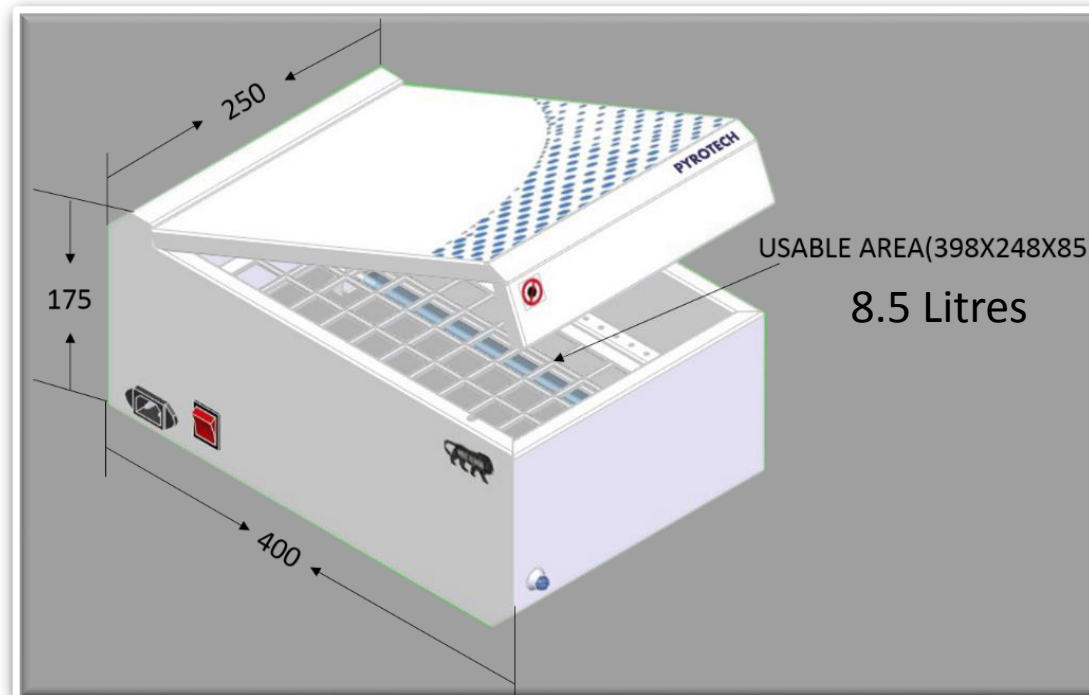 250
PYROTECH
USABLE AREA(398X248X85
8.5 Litres
175
400